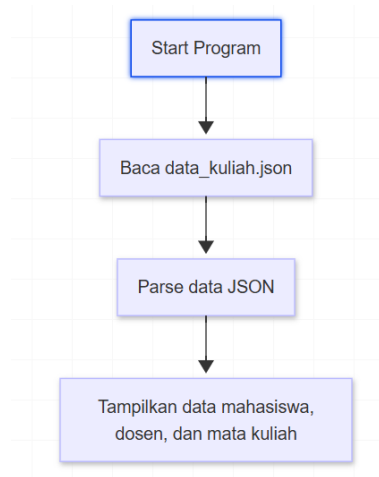 Start Program
Baca data_kuliah.json
Parse data JSON
Tampilkan data mahasiswa,
dosen, dan mata kuliah